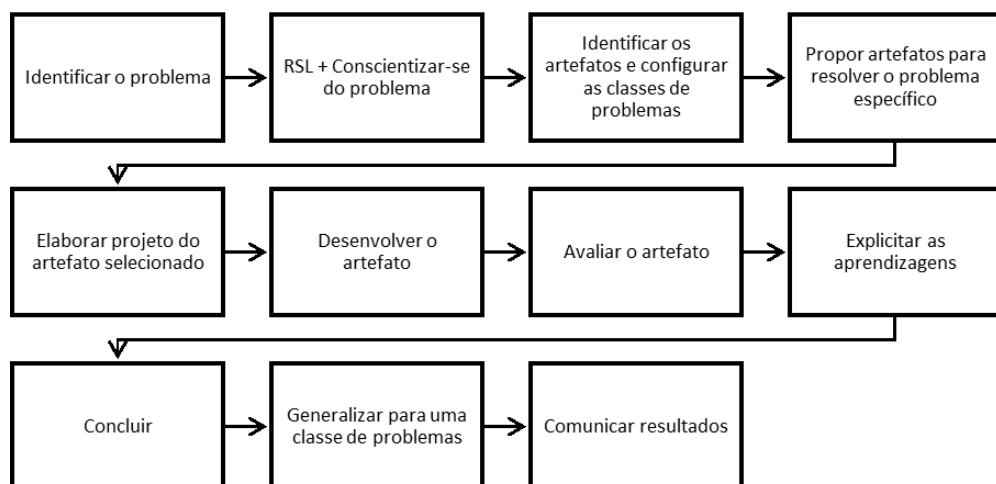 Identificar o problema
RSL + Conscientizar-se
do problema
Identificar os
artefatos e configurar
as classes de
problemas
Propor artefatos para
resolver o problema
específico
Elaborar projeto do
artefato selecionado
Desenvolver o
artefato
Avaliar o artefato
Explicitar as
aprendizagens
Concluir
Generalizar para uma
classe de problemas
Comunicar resultados